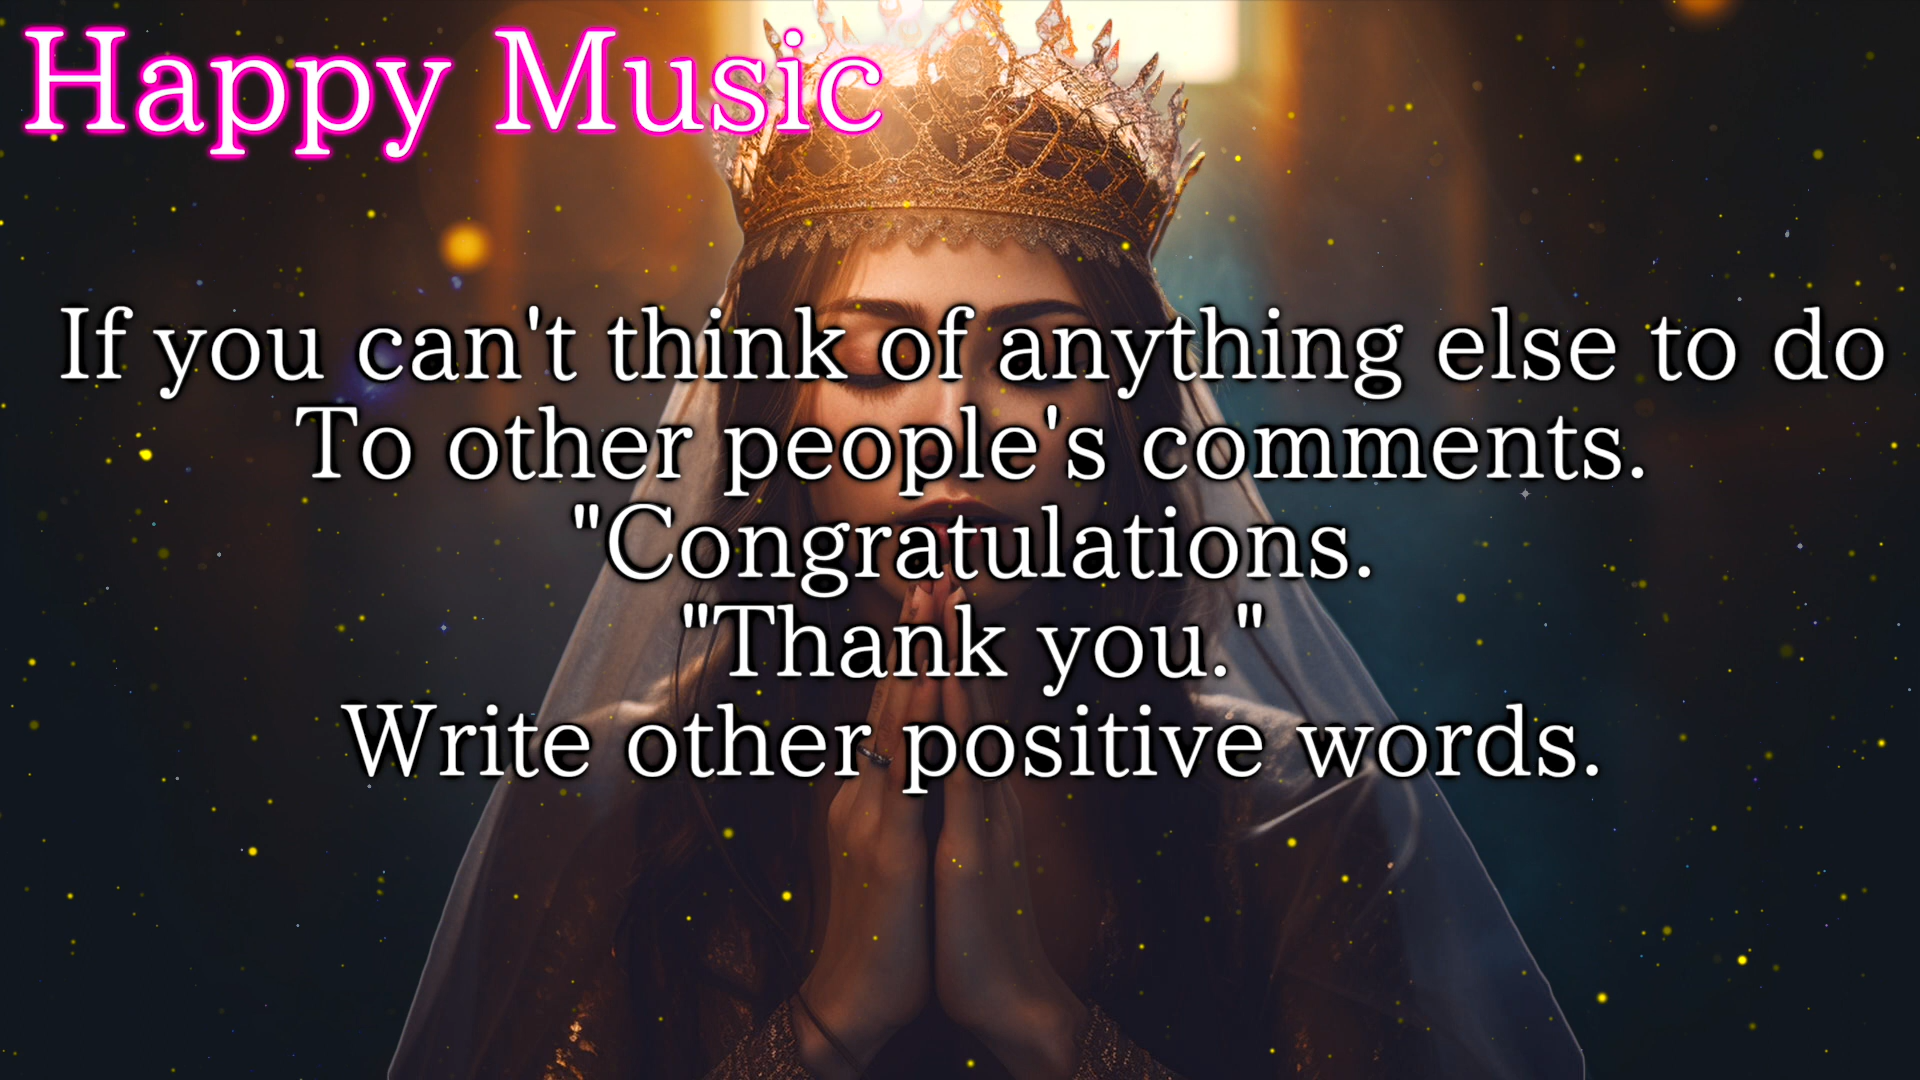 Happy Music
If you can't think of anything else to do
To other people's comments.
"Congratulations.
"Thank you."
Write other positive words.